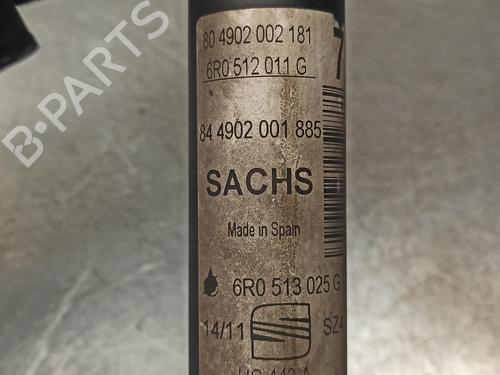 80 4902 002 181
6R0 512 011 G
84 4902 001 885
SACHS
Made in Spain
6R0 513 025 G
14/11
B-PARTS